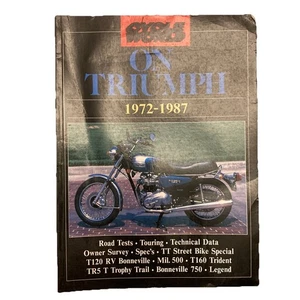 ON
TRIUMPH
1972-1987
Road Tests • Touring • Technical Data
Owner Survey • Spec's • TT Street Bike Special
T120 RV Bonneville • Mil. 500 • T160 Trident
TR5 T Trophy Trail • Bonneville 750 • Legend